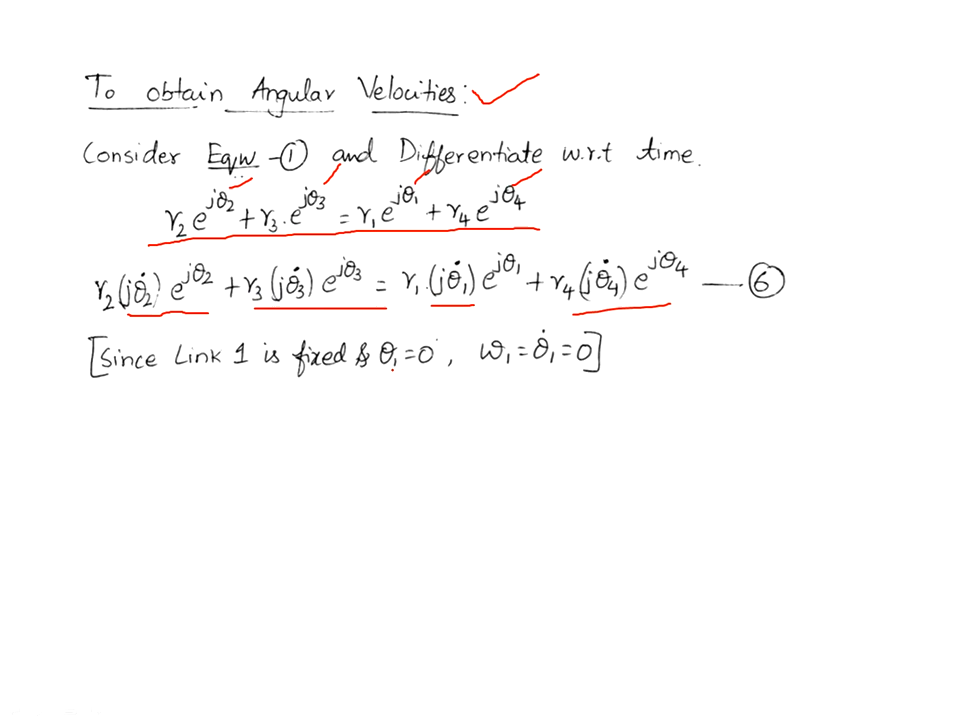 To obtain Angular Velocities:
Consider Eqn -① and Differentiate w.r.t time.
r₂ e^{jθ₂} + r₃ . e^{jθ₃} = r₁ e^{jθ₁} + r₄ e^{jθ₄}
r₂ (jθ̇₂) e^{jθ₂} + r₃ (jθ̇₃) e^{jθ₃} = r₁ . (jθ̇₁) e^{jθ₁} + r₄ (jθ̇₄) e^{jθ₄} — ⑥
[Since Link 1 is fixed & θ₁ = 0 , ω₁ = θ̇₁ = 0]